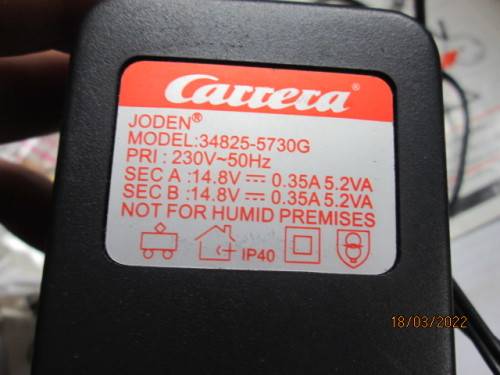 Carrera®
JODEN®
MODEL:34825-5730G
PRI : 230V~50Hz
SEC A :14.8V ⎓ 0.35A 5.2VA
SEC B :14.8V ⎓ 0.35A 5.2VA
NOT FOR HUMID PREMISES
IP40
18/03/2022